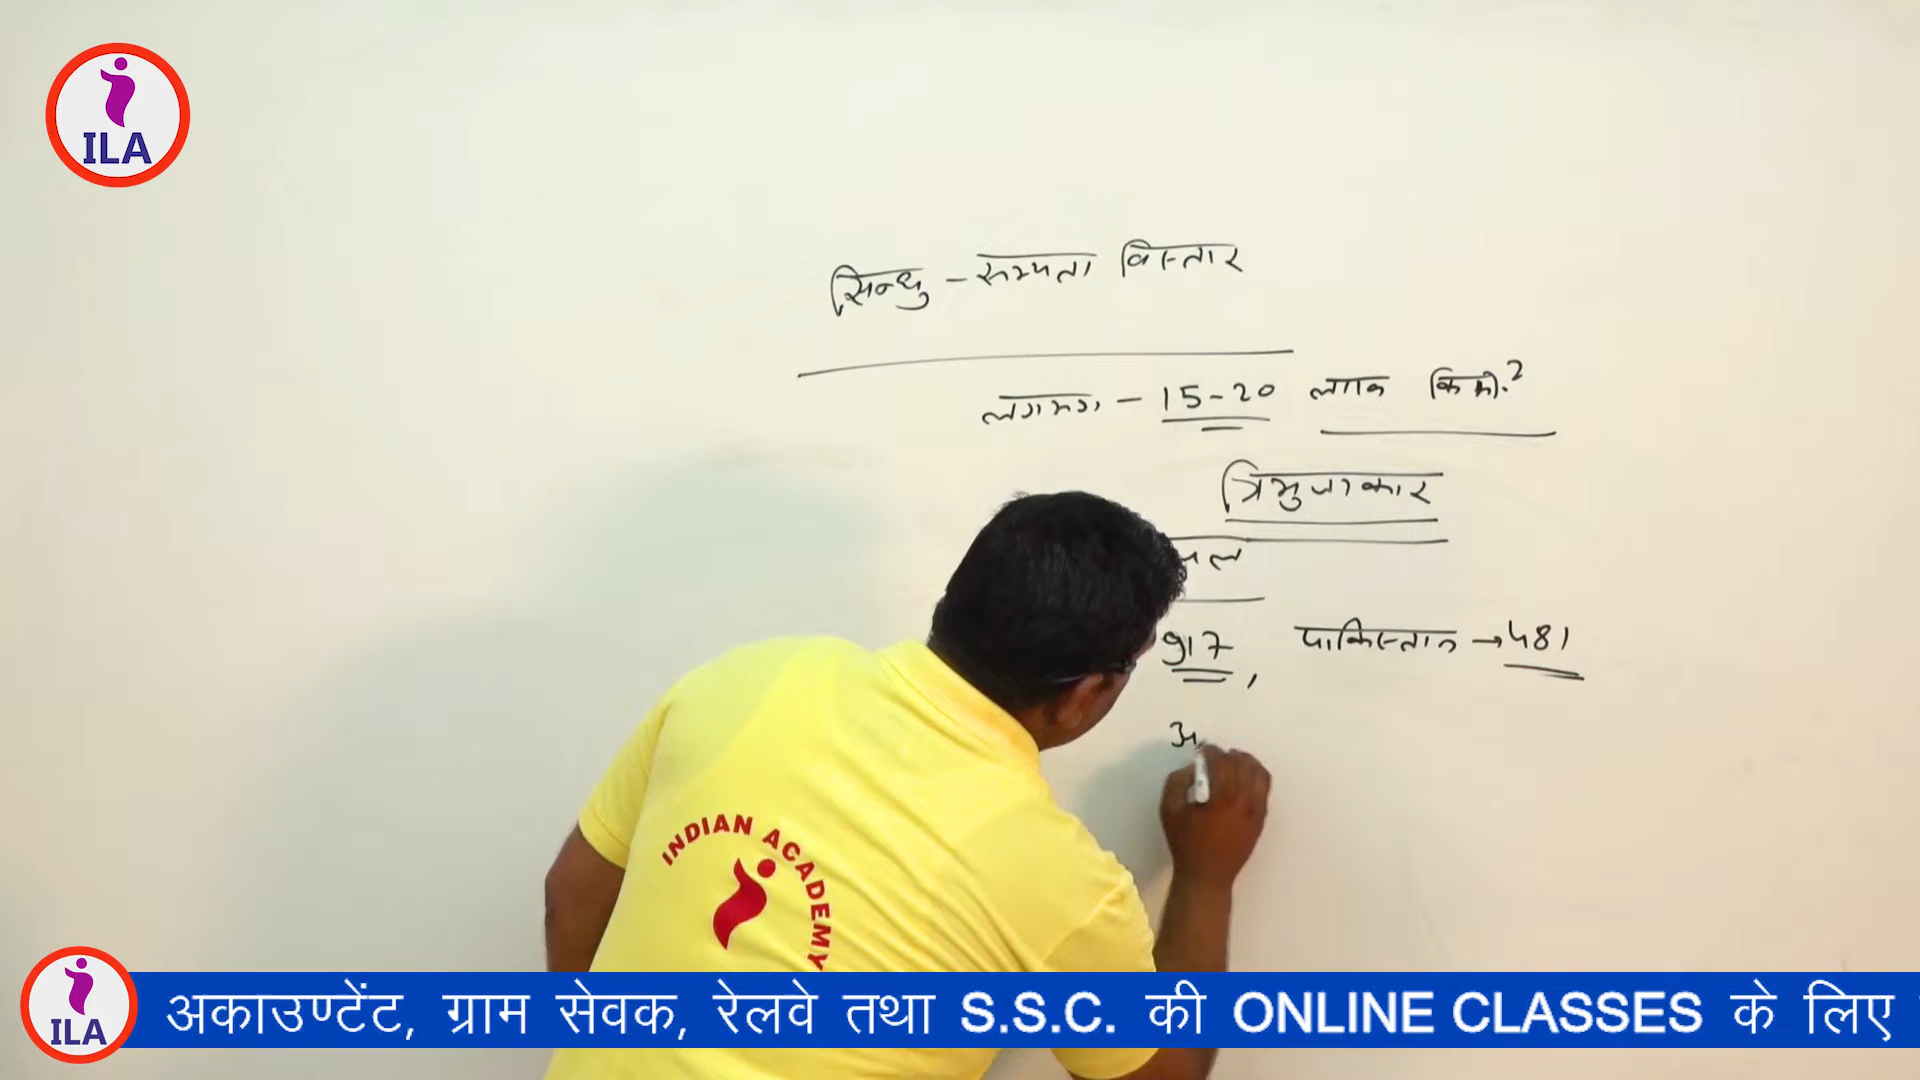 ILA
सिन्धु - सभ्यता विस्तार
लगभग - 15-20 लाख किमी.²
त्रिभुजाकार
917, पाकिस्तान → 481
अ
INDIAN ACADEMY
ILA
अकाउण्टेंट, ग्राम सेवक, रेलवे तथा S.S.C. की ONLINE CLASSES के लिए